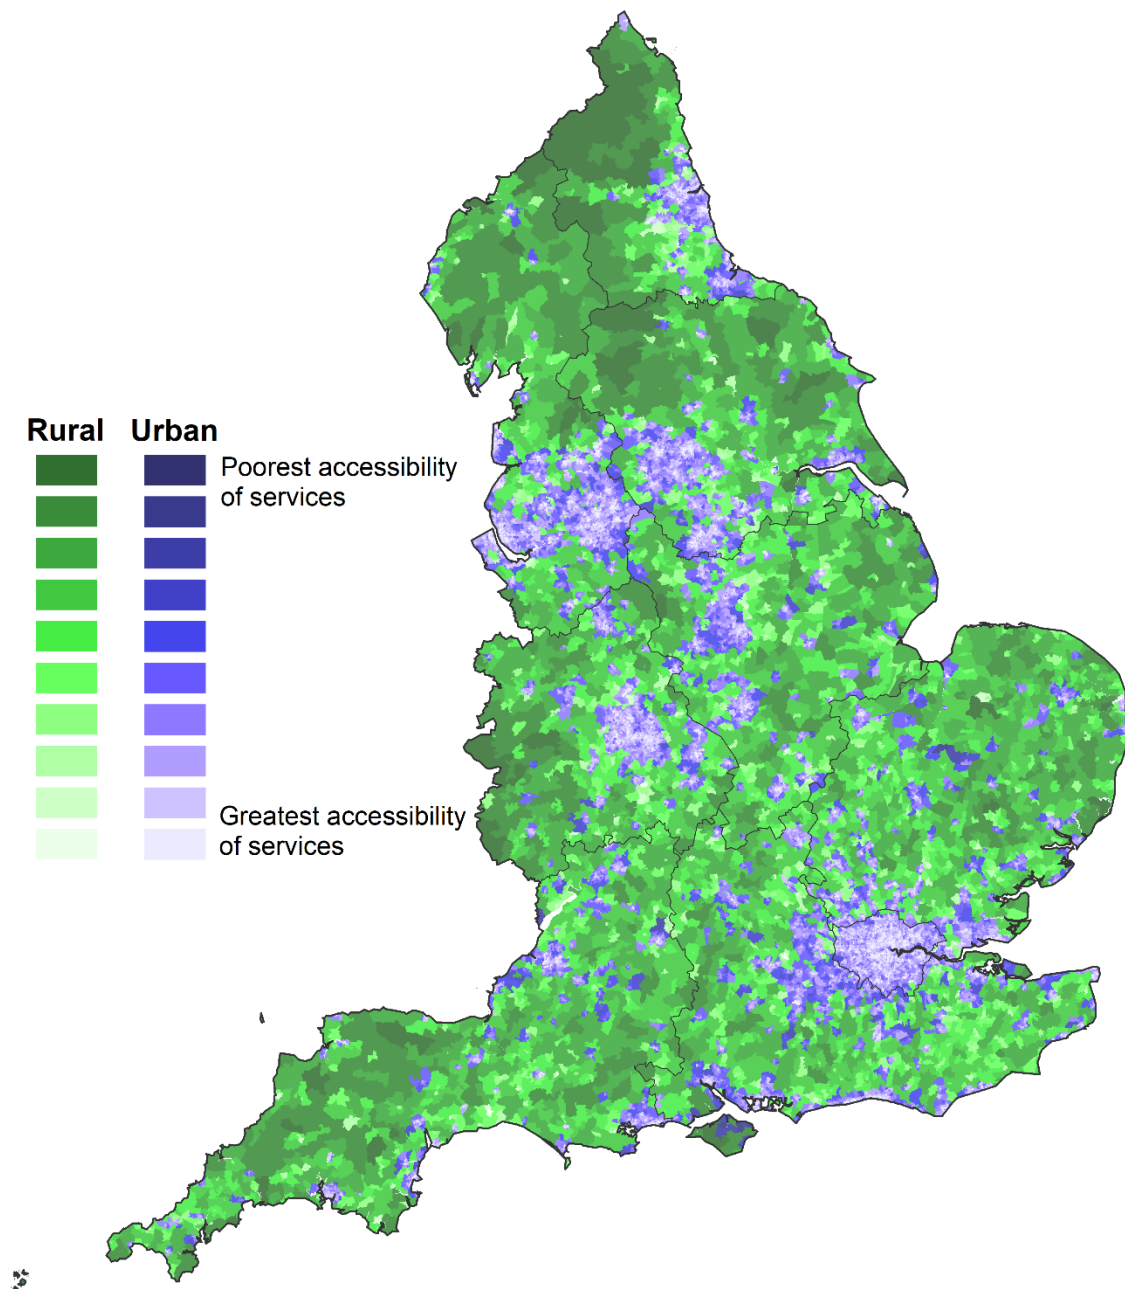 Rural Urban
Poorest accessibility
of services
Greatest accessibility
of services